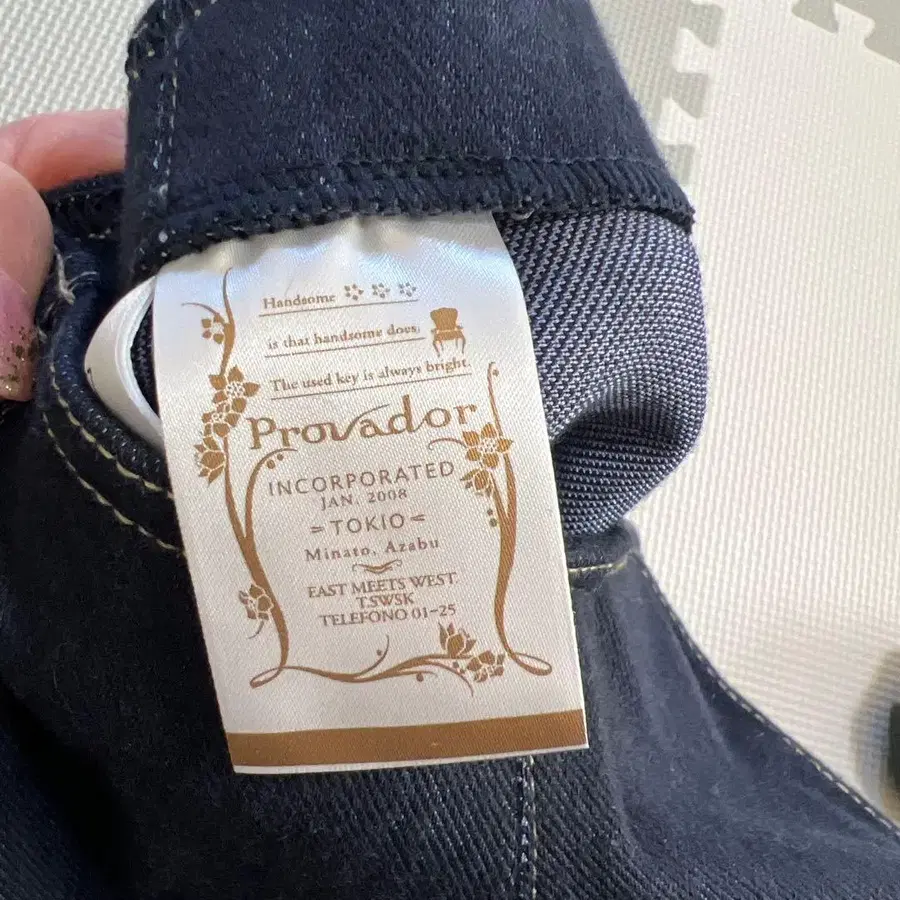 Handsome
is that handsome does.
The used key is always bright.
Provador
INCORPORATED
JAN. 2008
=TOKIO=
Minato, Azabu
EAST MEETS WEST.
T.SWSK
TELEFONO 01-25